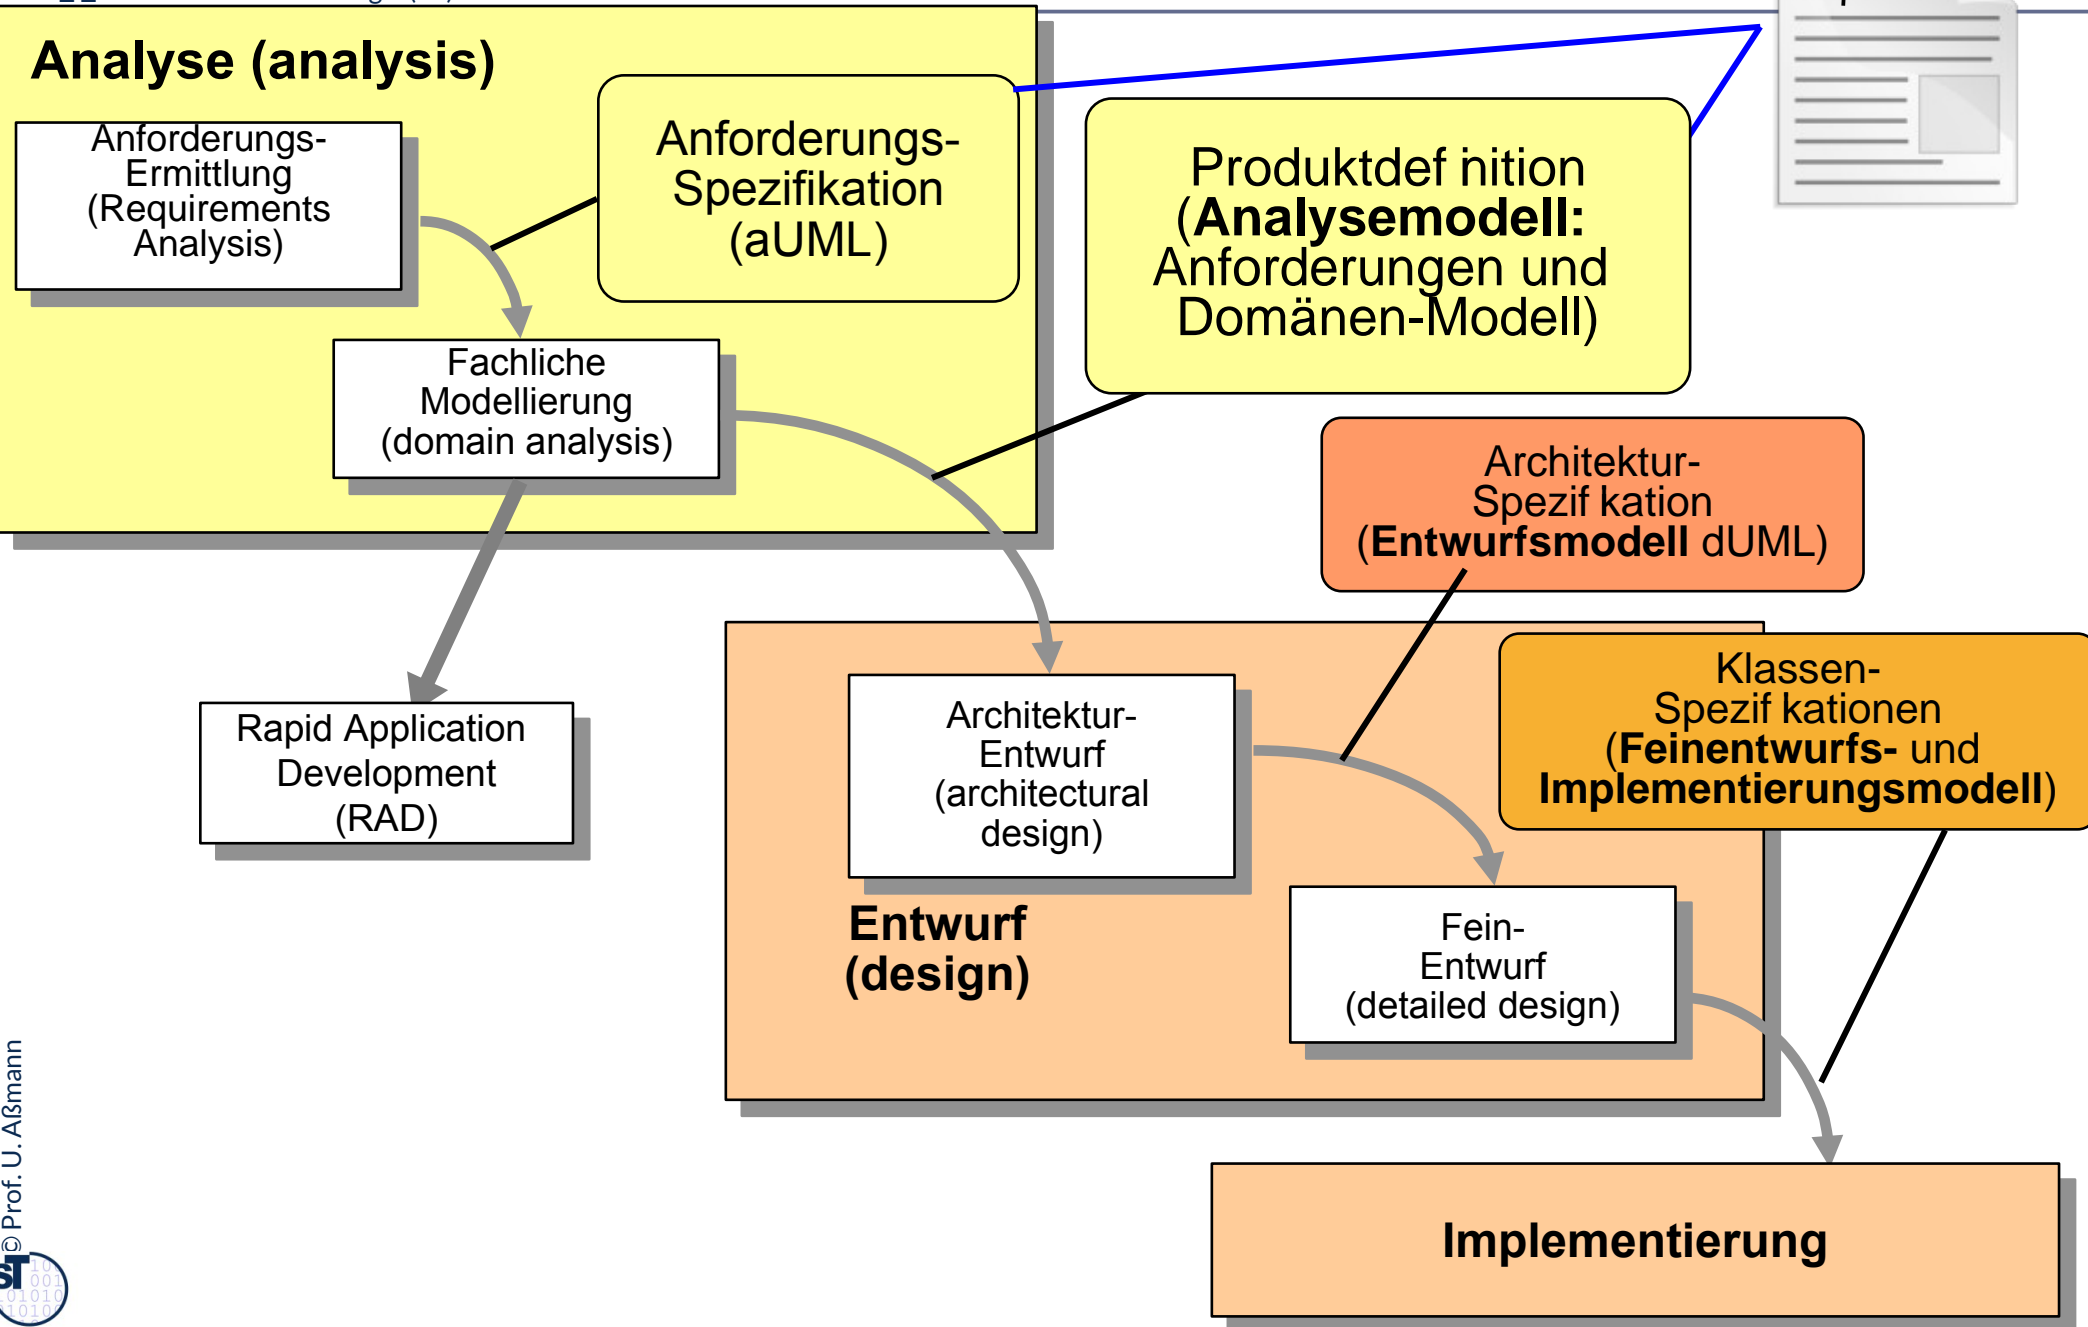 Analyse (analysis)
Anforderungs-
Ermittlung
(Requirements
Analysis)
Anforderungs-
Spezifikation
(aUML)
Produktdef nition
(Analysemodell:
Anforderungen und
Domänen-Modell)
Fachliche
Modellierung
(domain analysis)
Architektur-
Spezif kation
(Entwurfsmodell dUML)
Rapid Application
Development
(RAD)
Architektur-
Entwurf
(architectural
design)
Klassen-
Spezif kationen
(Feinentwurfs- und
Implementierungsmodell)
Entwurf
(design)
Fein-
Entwurf
(detailed design)
Implementierung
© Prof. U. Aßmann
ST